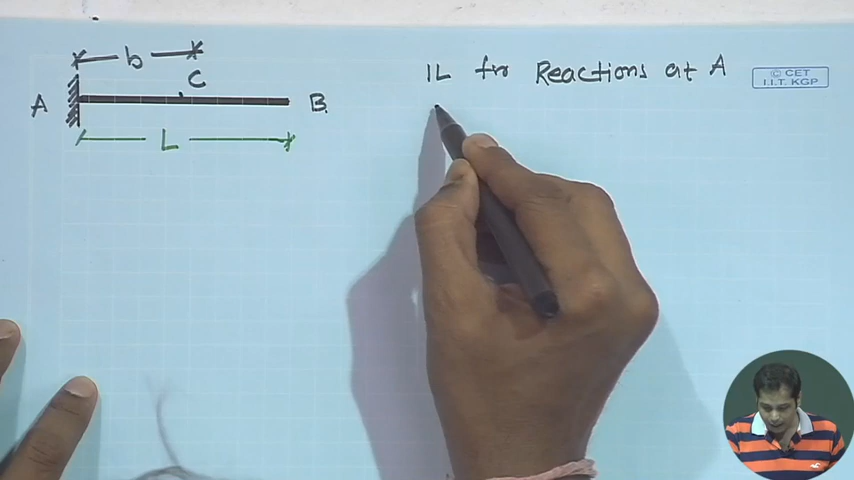 b
C
A
B.
L
IL for Reactions at A
© CET
I.I.T. KGP